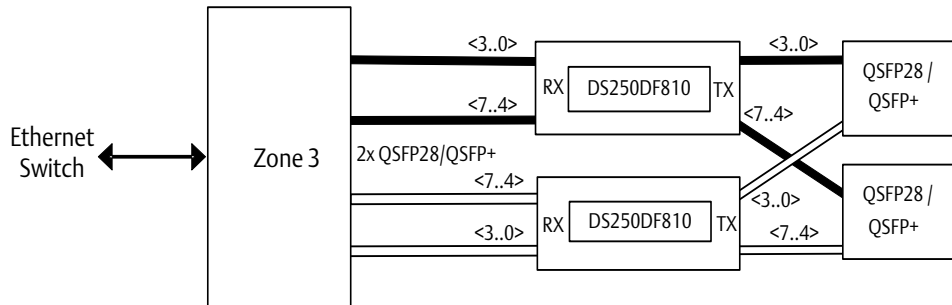 Ethernet
Switch
Zone 3
2x QSFP28/QSFP+
<3..0>
<7..4>
RX
DS250DF810
TX
<3..0>
<7..4>
QSFP28 /
QSFP+
<7..4>
<3..0>
RX
DS250DF810
TX
<3..0>
<7..4>
QSFP28 /
QSFP+